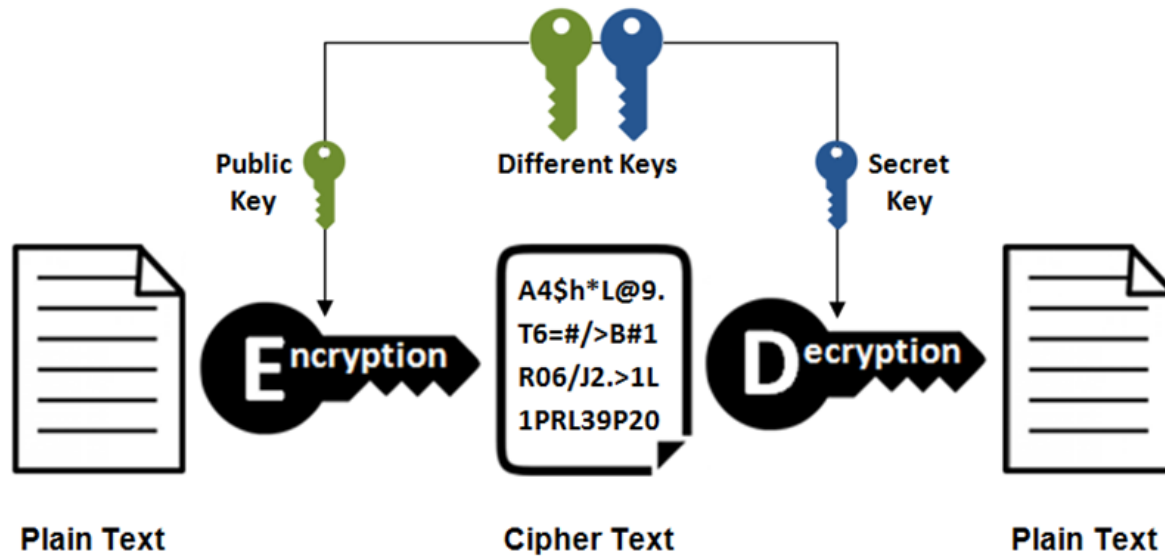 Public
Key
Different Keys
Secret
Key
Encryption
A4$h*L@9.
T6=#/>B#1
R06/J2.>1L
1PRL39P20
Decryption
Plain Text
Cipher Text
Plain Text